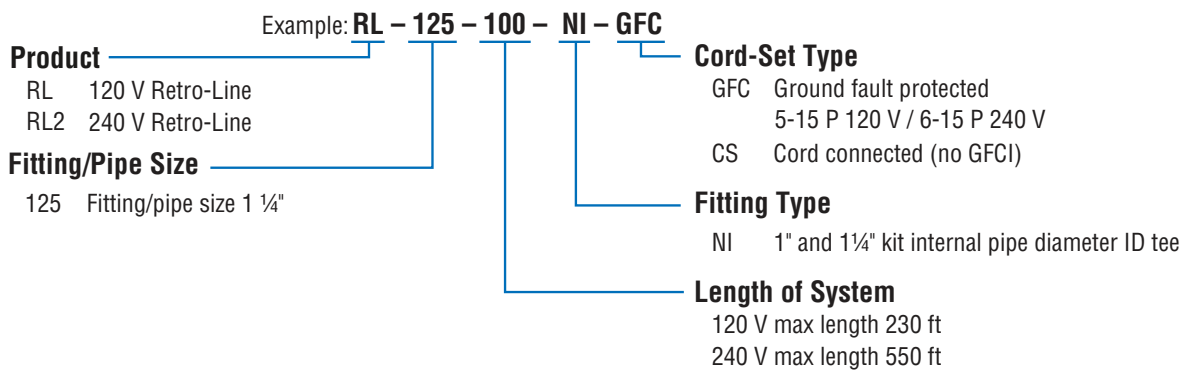 Example: RL – 125 – 100 – NI – GFC
Product
RL 120 V Retro-Line
RL2 240 V Retro-Line
Fitting/Pipe Size
125 Fitting/pipe size 1 ¼"
Cord-Set Type
GFC Ground fault protected
5-15 P 120 V / 6-15 P 240 V
CS Cord connected (no GFCI)
Fitting Type
NI 1" and 1¼" kit internal pipe diameter ID tee
Length of System
120 V max length 230 ft
240 V max length 550 ft